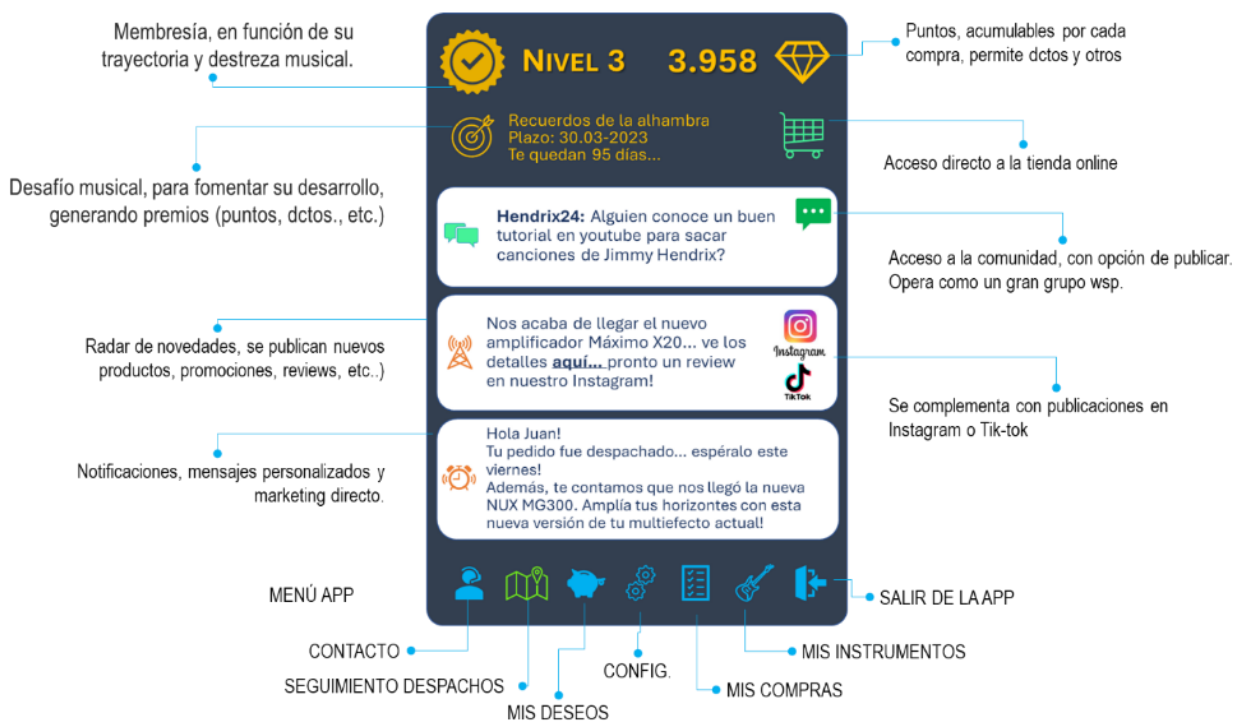 Membresía, en función de su
trayectoria y destreza musical.
NIVEL 3
3.958
Puntos, acumulables por cada
compra, permite dctos y otros
Recuerdos de la alhambra
Plazo: 30.03-2023
Te quedan 95 días...
Acceso directo a la tienda online
Desafío musical, para fomentar su desarrollo,
generando premios (puntos, dctos., etc.)
Hendrix24: Alguien conoce un buen
tutorial en youtube para sacar
canciones de Jimmy Hendrix?
Acceso a la comunidad, con opción de publicar.
Opera como un gran grupo wsp.
Radar de novedades, se publican nuevos
productos, promociones, reviews, etc..)
Nos acaba de llegar el nuevo
amplificador Máximo X20... ve los
detalles aquí... pronto un review
en nuestro Instagram!
Instagram
TikTok
Se complementa con publicaciones en
Instagram o Tik-tok
Notificaciones, mensajes personalizados y
marketing directo.
Hola Juan!
Tu pedido fue despachado... espéralo este
viernes!
Además, te contamos que nos llegó la nueva
NUX MG300. Amplía tus horizontes con esta
nueva versión de tu multiefecto actual!
MENÚ APP
SALIR DE LA APP
CONTACTO
MIS INSTRUMENTOS
CONFIG.
SEGUIMIENTO DESPACHOS
MIS COMPRAS
MIS DESEOS